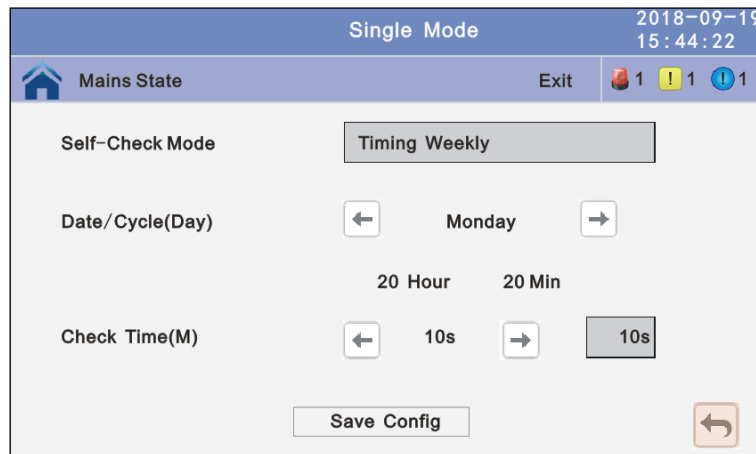 Single Mode
2018-09-19
15:44:22
Mains State Exit 1 ! 1 ! 1
Self-Check Mode Timing Weekly
Date/Cycle(Day) Monday
20 Hour 20 Min
Check Time(M) 10s 10s
Save Config